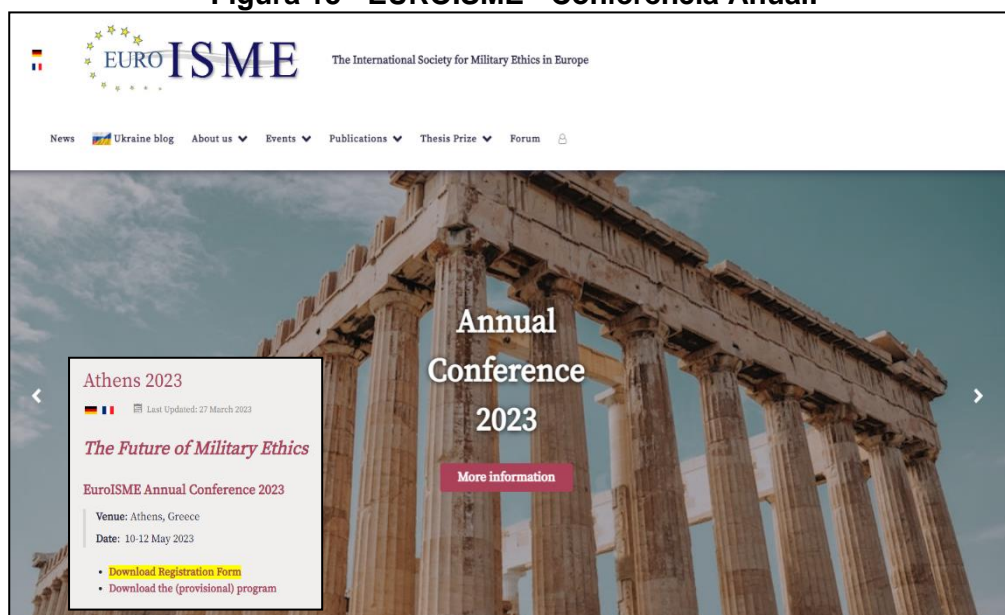 Figura 13 - EUROISME - Conferência Anual.
EURO ISME
The International Society for Military Ethics in Europe
News Ukraine blog About us Events Publications Thesis Prize Forum
Annual
Conference
2023
More information
Athens 2023
Last Updated: 27 March 2023
The Future of Military Ethics
EuroISME Annual Conference 2023
Venue: Athens, Greece
Date: 10-12 May 2023
Download Registration Form
Download the (provisional) program